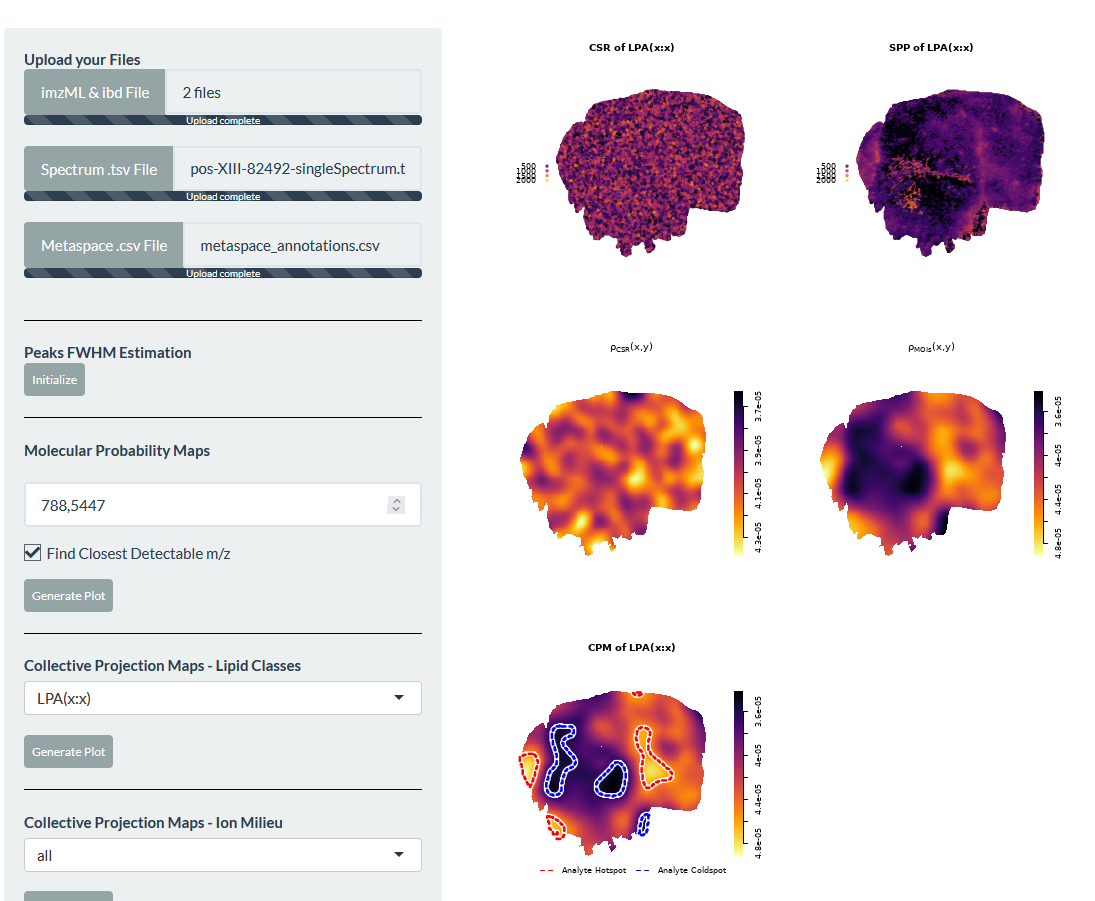 Upload your Files
imzML & ibd File
2 files
Upload complete
Spectrum .tsv File
pos-XIII-82492-singleSpectrum.t
Upload complete
Metaspace .csv File
metaspace_annotations.csv
Upload complete
Peaks FWHM Estimation
Initialize
Molecular Probability Maps
788,5447
Find Closest Detectable m/z
Generate Plot
Collective Projection Maps - Lipid Classes
LPA(x:x)
Generate Plot
Collective Projection Maps - Ion Milieu
all
CSR of LPA(x:x)
500
1000
1500
2000
SPP of LPA(x:x)
500
1000
1500
2000
ρCSR(x,y)
3.7e-05
3.9e-05
4.1e-05
4.3e-05
ρMOIs(x,y)
3.6e-05
4e-05
4.4e-05
4.8e-05
CPM of LPA(x:x)
3.6e-05
4e-05
4.4e-05
4.8e-05
Analyte Hotspot
Analyte Coldspot